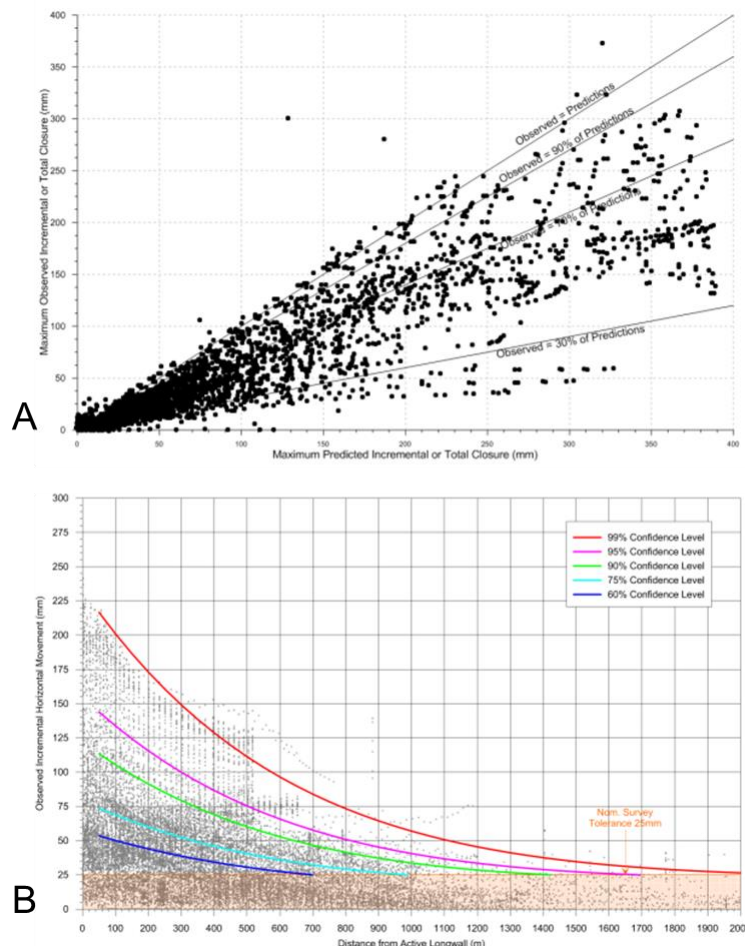 400
350
300
250
200
150
100
50
0
Maximum Observed Incremental or Total Closure (mm)
Observed = Predictions
Observed = 90% of Predictions
Observed = 70% of Predictions
Observed = 30% of Predictions
0 50 100 150 200 250 300 350 400
Maximum Predicted Incremental or Total Closure (mm)
A
300
275
250
225
200
175
150
125
100
75
50
25
0
Observed Incremental Horizontal Movement (mm)
99% Confidence Level
95% Confidence Level
90% Confidence Level
75% Confidence Level
60% Confidence Level
Nom. Survey
Tolerance 25mm
0 100 200 300 400 500 600 700 800 900 1000 1100 1200 1300 1400 1500 1600 1700 1800 1900 2000
Distance from Active Longwall (m)
B